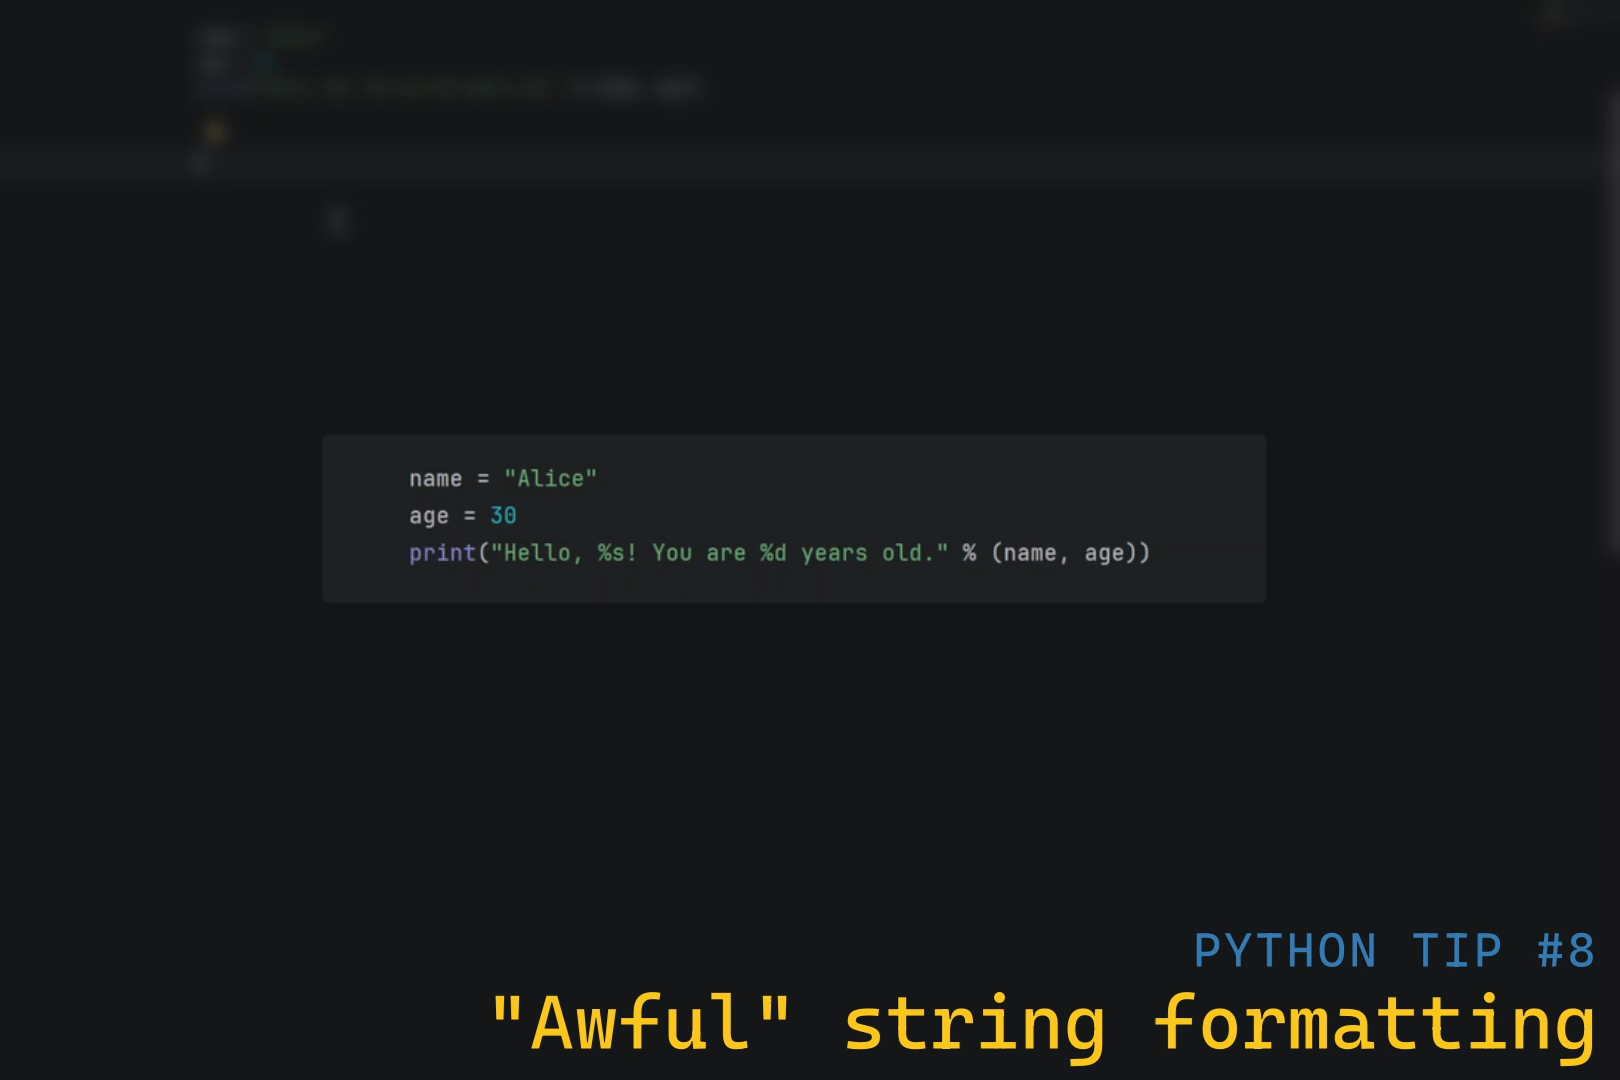 name = "Alice"
age = 30
print("Hello, %s! You are %d years old." % (name, age))
PYTHON TIP #8
"Awful" string formatting